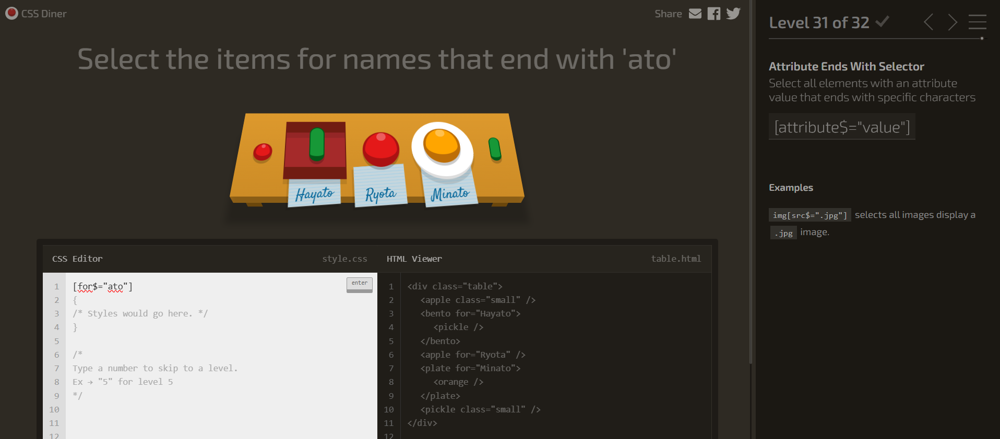 CSS Diner
Share
Select the items for names that end with 'ato'
Hayato
Ryota
Minato
CSS Editor
style.css
1 [for$="ato"]
enter
2 {
3 /* Styles would go here. */
4 }
5
6 /*
7 Type a number to skip to a level.
8 Ex → "5" for level 5
9 */
10
11
12
HTML Viewer
table.html
1 <div class="table">
2 <apple class="small" />
3 <bento for="Hayato">
4 <pickle />
5 </bento>
6 <apple for="Ryota" />
7 <plate for="Minato">
8 <orange />
9 </plate>
10 <pickle class="small" />
11 </div>
12
Level 31 of 32
Attribute Ends With Selector
Select all elements with an attribute
value that ends with specific characters
[attribute$="value"]
Examples
img[src$=".jpg"] selects all images display a
.jpg image.